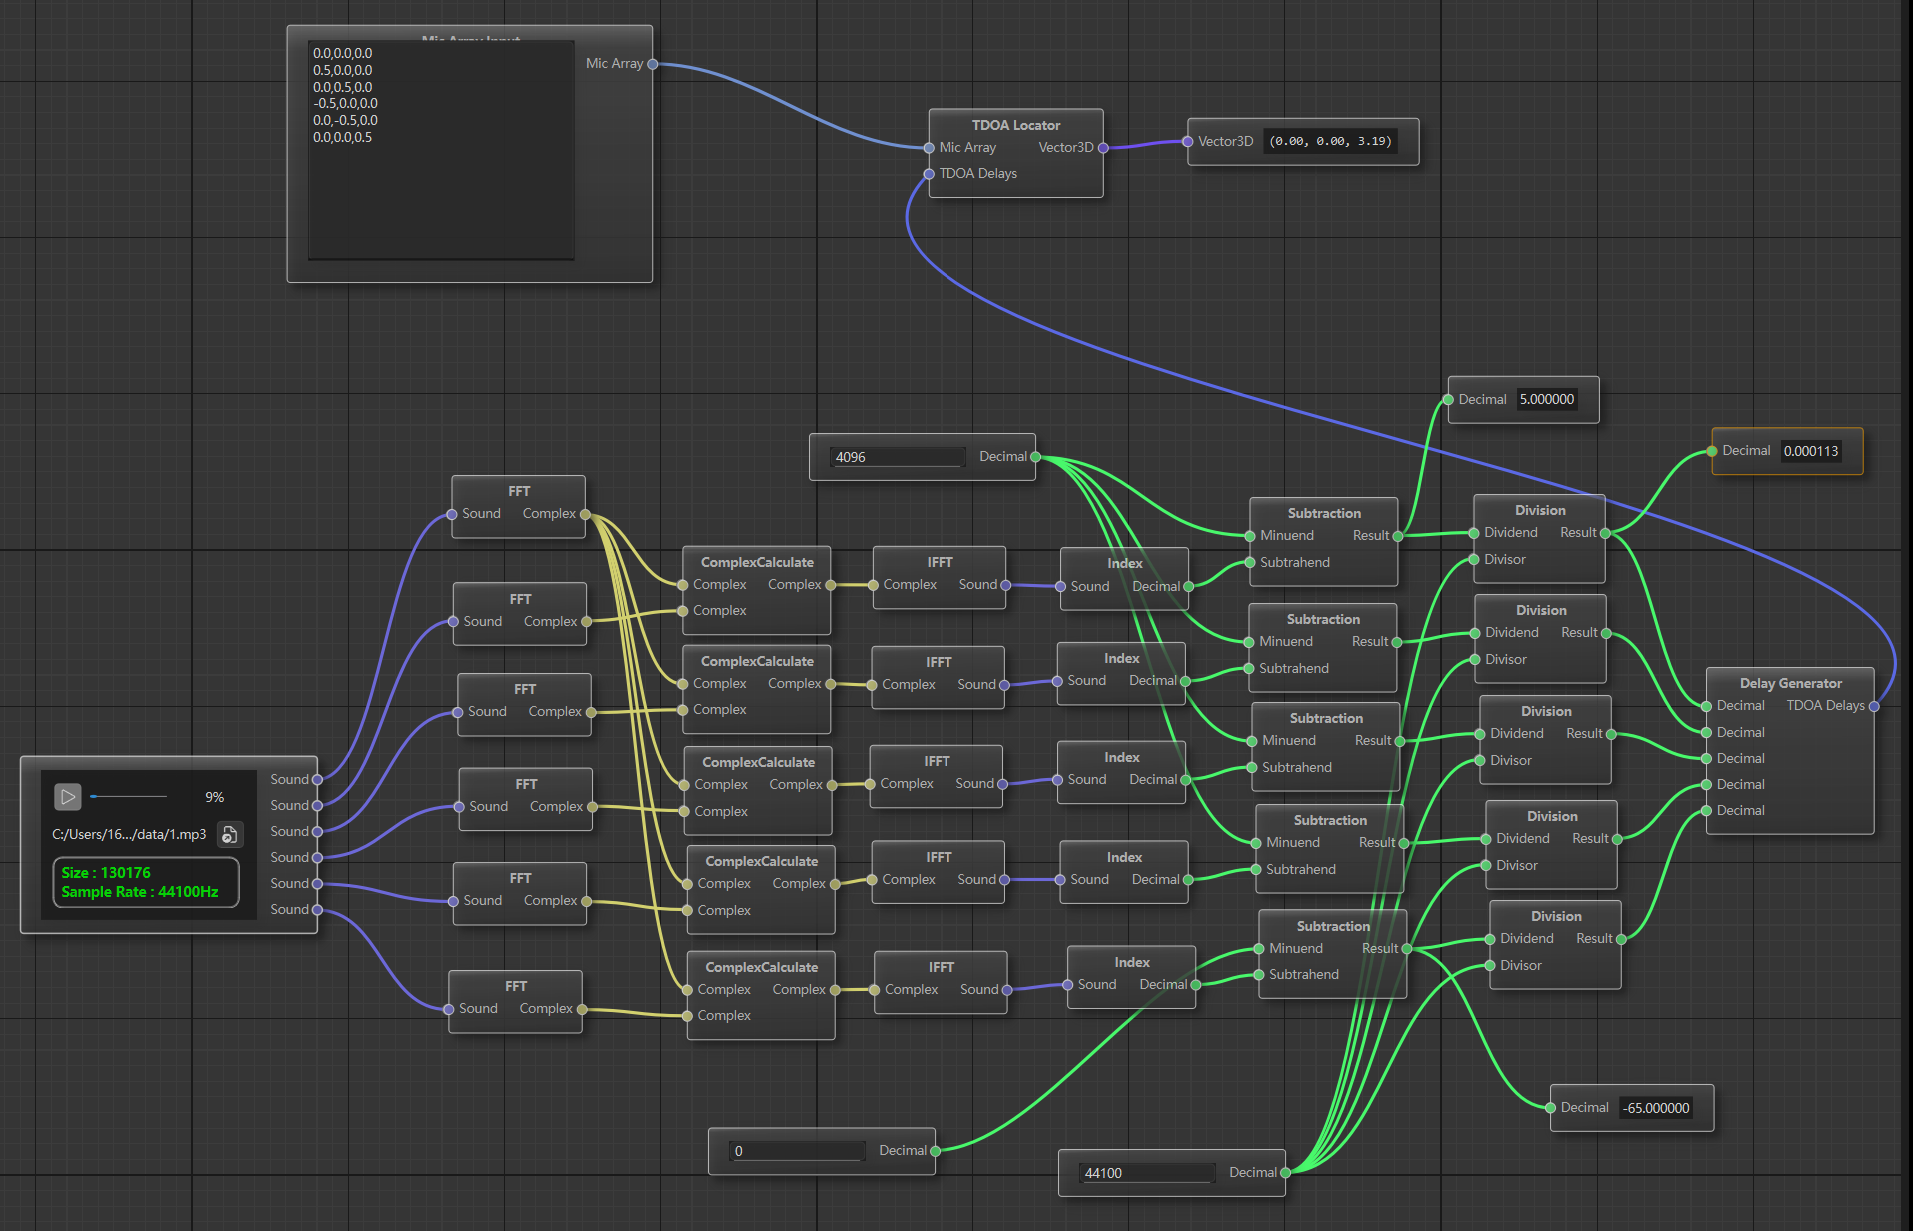 Mic Array Input
0.0,0.0,0.0
0.5,0.0,0.0
0.0,0.5,0.0
-0.5,0.0,0.0
0.0,-0.5,0.0
0.0,0.0,0.5
Mic Array
TDOA Locator
Mic Array Vector3D
TDOA Delays
Vector3D (0.00, 0.00, 3.19)
Decimal 5.000000
Decimal 0.000113
4096 Decimal
FFT
Sound Complex
FFT
Sound Complex
FFT
Sound Complex
FFT
Sound Complex
FFT
Sound Complex
FFT
Sound Complex
ComplexCalculate
Complex Complex
Complex
ComplexCalculate
Complex Complex
Complex
ComplexCalculate
Complex Complex
Complex
ComplexCalculate
Complex Complex
Complex
ComplexCalculate
Complex Complex
Complex
IFFT
Complex Sound
IFFT
Complex Sound
IFFT
Complex Sound
IFFT
Complex Sound
IFFT
Complex Sound
Index
Sound Decimal
Index
Sound Decimal
Index
Sound Decimal
Index
Sound Decimal
Index
Sound Decimal
Subtraction
Minuend Result
Subtrahend
Subtraction
Minuend Result
Subtrahend
Subtraction
Minuend Result
Subtrahend
Subtraction
Minuend Result
Subtrahend
Subtraction
Minuend Result
Subtrahend
Division
Dividend Result
Divisor
Division
Dividend Result
Divisor
Division
Dividend Result
Divisor
Division
Dividend Result
Divisor
Division
Dividend Result
Divisor
Delay Generator
Decimal TDOA Delays
Decimal
Decimal
Decimal
Decimal
9%
C:/Users/16.../data/1.mp3
Size : 130176
Sample Rate : 44100Hz
Sound
Sound
Sound
Sound
Sound
Sound
Decimal -65.000000
0 Decimal
44100 Decimal